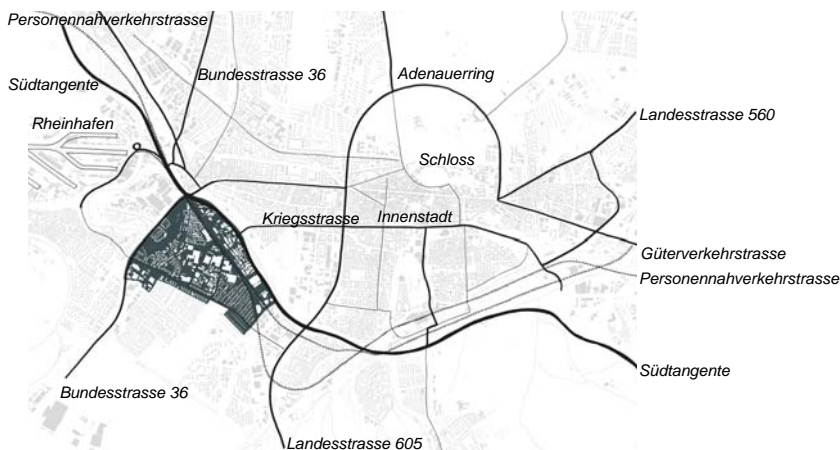 Personennahverkehrstrasse
Bundesstrasse 36
Adenauerring
Südtangente
Landesstrasse 560
Rheinhafen
Schloss
Kriegsstrasse
Innenstadt
Güterverkehrstrasse
Personennahverkehrstrasse
Südtangente
Bundesstrasse 36
Landesstrasse 605